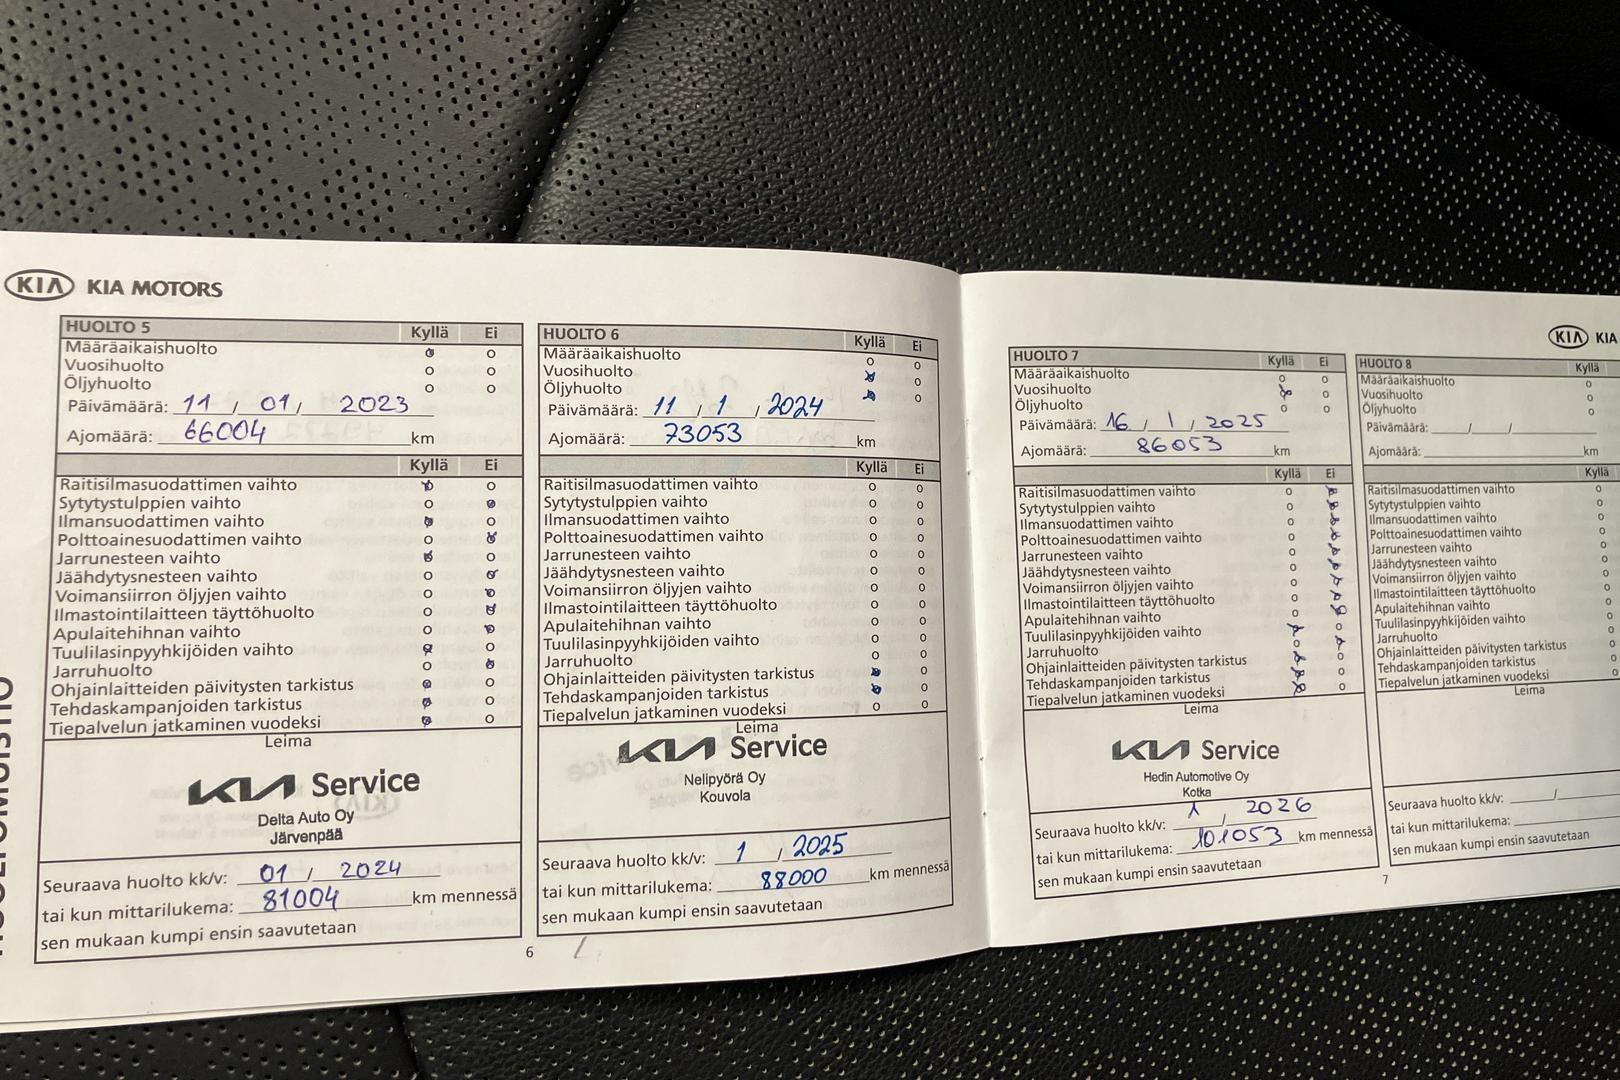 KIA KIA MOTORS
HUOLTO 5 Kyllä Ei
Määräaikaishuolto o o
Vuosihuolto o o
Öljyhuolto o o
Päivämäärä: 11 / 01 / 2023
Ajomäärä: 66004 km
Kyllä Ei
Raitisilmasuodattimen vaihto
Sytytystulppien vaihto
Ilmansuodattimen vaihto
Polttoainesuodattimen vaihto
Jarrunesteen vaihto
Jäähdytysnesteen vaihto
Voimansiirron öljyjen vaihto
Ilmastointilaitteen täyttöhuolto
Apulaitehihnan vaihto
Tuulilasinpyyhkijöiden vaihto
Jarruhuolto
Ohjainlaitteiden päivitysten tarkistus
Tehdaskampanjoiden tarkistus
Tiepalvelun jatkaminen vuodeksi
Leima
KIA Service
Delta Auto Oy
Järvenpää
Seuraava huolto kk/v: 01 / 2024
tai kun mittarilukema: 81004 km mennessä
sen mukaan kumpi ensin saavutetaan
HUOLTO 6 Kyllä Ei
Määräaikaishuolto
Vuosihuolto
Öljyhuolto
Päivämäärä: 11 / 1 / 2024
Ajomäärä: 73053 km
Kyllä Ei
Raitisilmasuodattimen vaihto
Sytytystulppien vaihto
Ilmansuodattimen vaihto
Polttoainesuodattimen vaihto
Jarrunesteen vaihto
Jäähdytysnesteen vaihto
Voimansiirron öljyjen vaihto
Ilmastointilaitteen täyttöhuolto
Apulaitehihnan vaihto
Tuulilasinpyyhkijöiden vaihto
Jarruhuolto
Ohjainlaitteiden päivitysten tarkistus
Tehdaskampanjoiden tarkistus
Tiepalvelun jatkaminen vuodeksi
Leima
KIA Service
Nelipyörä Oy
Kouvola
Seuraava huolto kk/v: 1 / 2025
tai kun mittarilukema: 88000 km mennessä
sen mukaan kumpi ensin saavutetaan
6
KIA KIA
HUOLTO 7 Kyllä Ei
Määräaikaishuolto
Vuosihuolto
Öljyhuolto
Päivämäärä: 16 / 1 / 2025
Ajomäärä: 86053 km
Kyllä Ei
Raitisilmasuodattimen vaihto
Sytytystulppien vaihto
Ilmansuodattimen vaihto
Polttoainesuodattimen vaihto
Jarrunesteen vaihto
Jäähdytysnesteen vaihto
Voimansiirron öljyjen vaihto
Ilmastointilaitteen täyttöhuolto
Apulaitehihnan vaihto
Tuulilasinpyyhkijöiden vaihto
Jarruhuolto
Ohjainlaitteiden päivitysten tarkistus
Tehdaskampanjoiden tarkistus
Tiepalvelun jatkaminen vuodeksi
Leima
KIA Service
Hedin Automotive Oy
Kotka
Seuraava huolto kk/v: 1 / 2026
tai kun mittarilukema: 101053 km mennessä
sen mukaan kumpi ensin saavutetaan
HUOLTO 8 Kyllä
Määräaikaishuolto
Vuosihuolto
Öljyhuolto
Päivämäärä: / /
Ajomäärä: km
Kyllä
Raitisilmasuodattimen vaihto
Sytytystulppien vaihto
Ilmansuodattimen vaihto
Polttoainesuodattimen vaihto
Jarrunesteen vaihto
Jäähdytysnesteen vaihto
Voimansiirron öljyjen vaihto
Ilmastointilaitteen täyttöhuolto
Apulaitehihnan vaihto
Tuulilasinpyyhkijöiden vaihto
Jarruhuolto
Ohjainlaitteiden päivitysten tarkistus
Tehdaskampanjoiden tarkistus
Tiepalvelun jatkaminen vuodeksi
Leima
Seuraava huolto kk/v: /
tai kun mittarilukema:
sen mukaan kumpi ensin saavutetaan
7